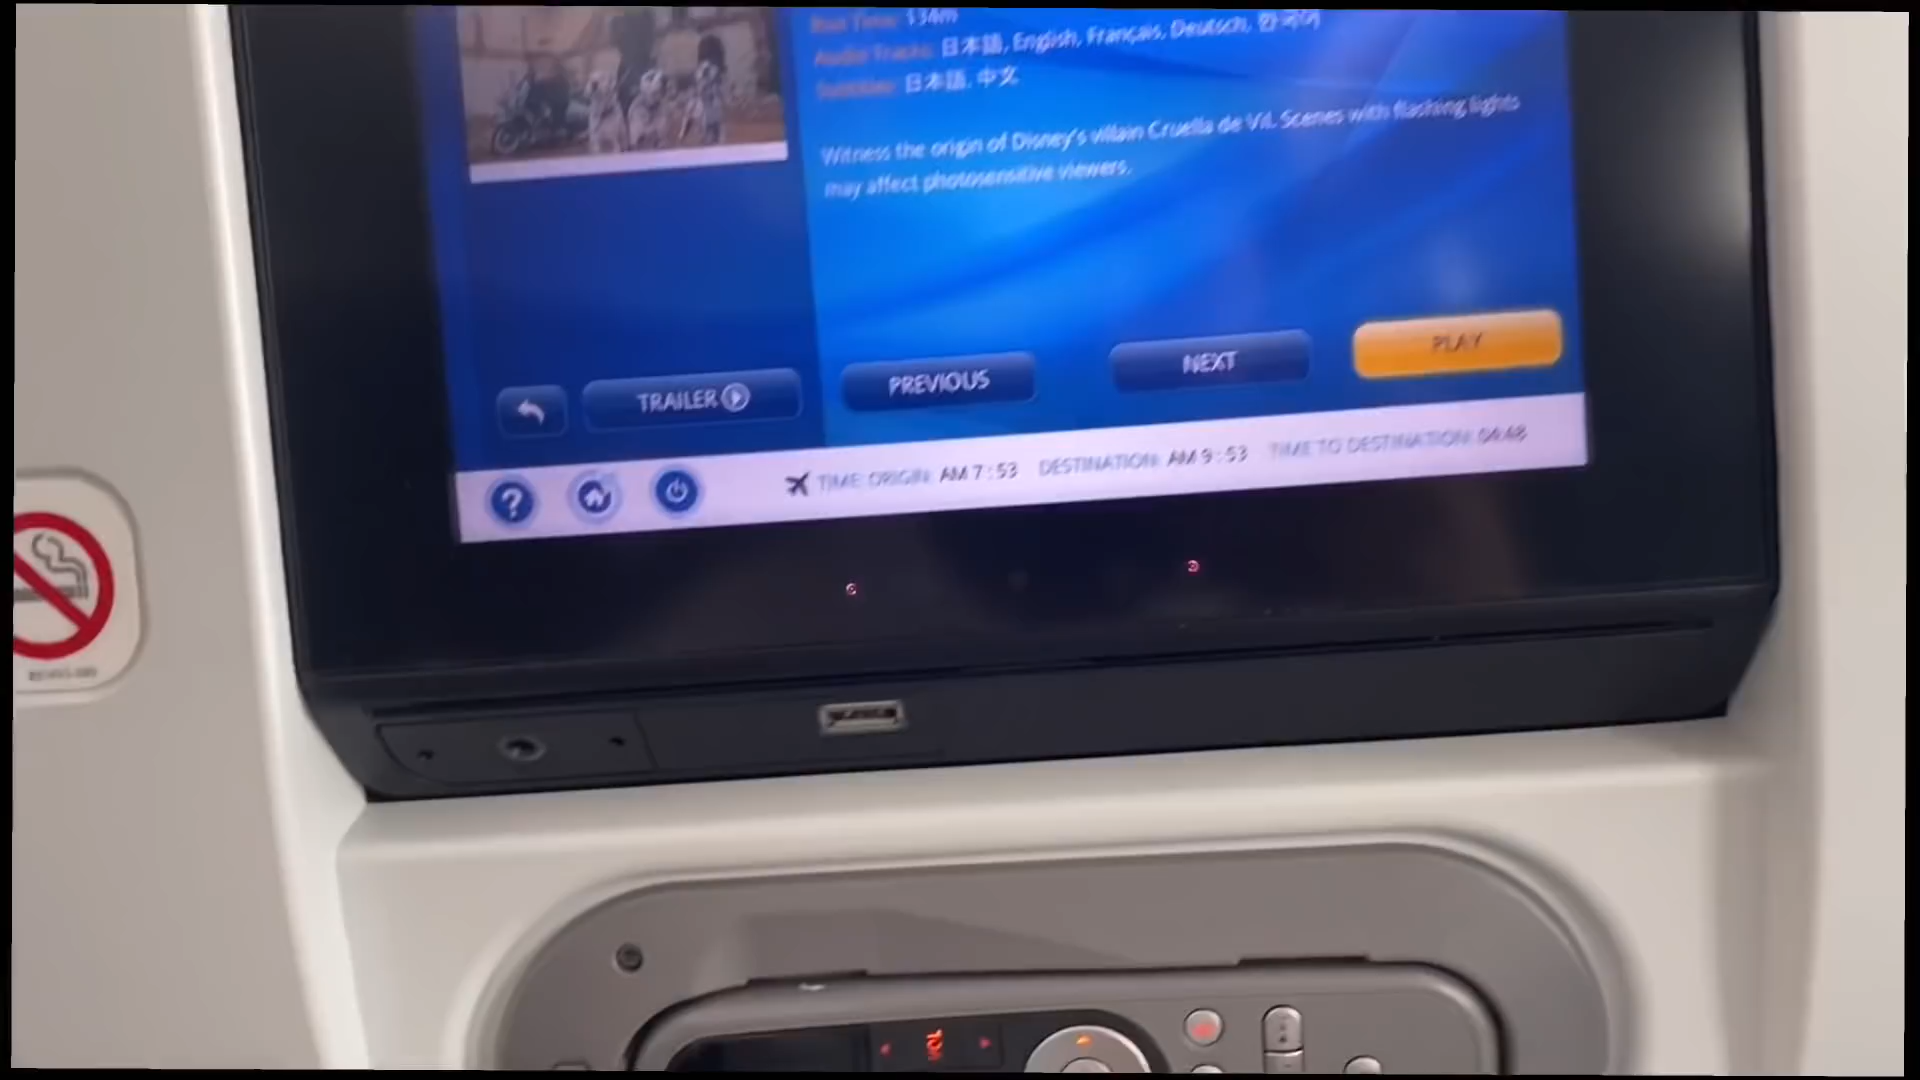 Run Time: 134m
Audio Tracks: 日本語, English, Français, Deutsch, 한국어
Subtitles: 日本語, 中文
Witness the origin of Disney's villain Cruella de Vil. Scenes with flashing lights
may affect photosensitive viewers.
PLAY
NEXT
PREVIOUS
TRAILER
?
TIME: ORIGIN: AM 7:53 DESTINATION: AM 9:53 TIME TO DESTINATION: 04:48